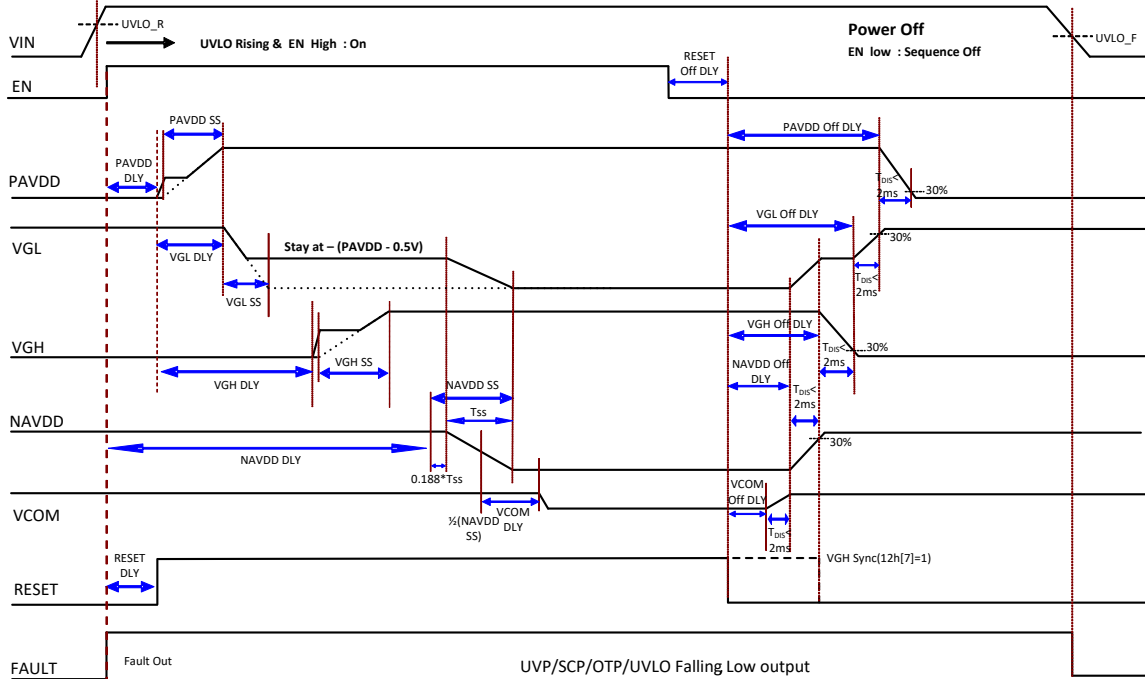 UVLO_R
Power Off
VIN
UVLO Rising & EN High : On
EN low : Sequence Off
UVLO_F
RESET
Off DLY
EN
PAVDD SS
PAVDD Off DLY
PAVDD
DLY
PAVDD
TDIS<
2ms
30%
VGL Off DLY
VGL
VGL DLY
Stay at – (PAVDD - 0.5V)
30%
VGL SS
TDIS<
2ms
VGH Off DLY
VGH
VGH DLY
VGH SS
TDIS<
2ms
30%
NAVDD Off
DLY
NAVDD SS
TDIS<
2ms
Tss
NAVDD
30%
NAVDD DLY
0.188*Tss
VCOM
Off DLY
VCOM
½(NAVDD
SS)
VCOM
DLY
TDIS<
2ms
RESET
DLY
VGH Sync(12h[7]=1)
RESET
Fault Out
FAULT
UVP/SCP/OTP/UVLO Falling Low output